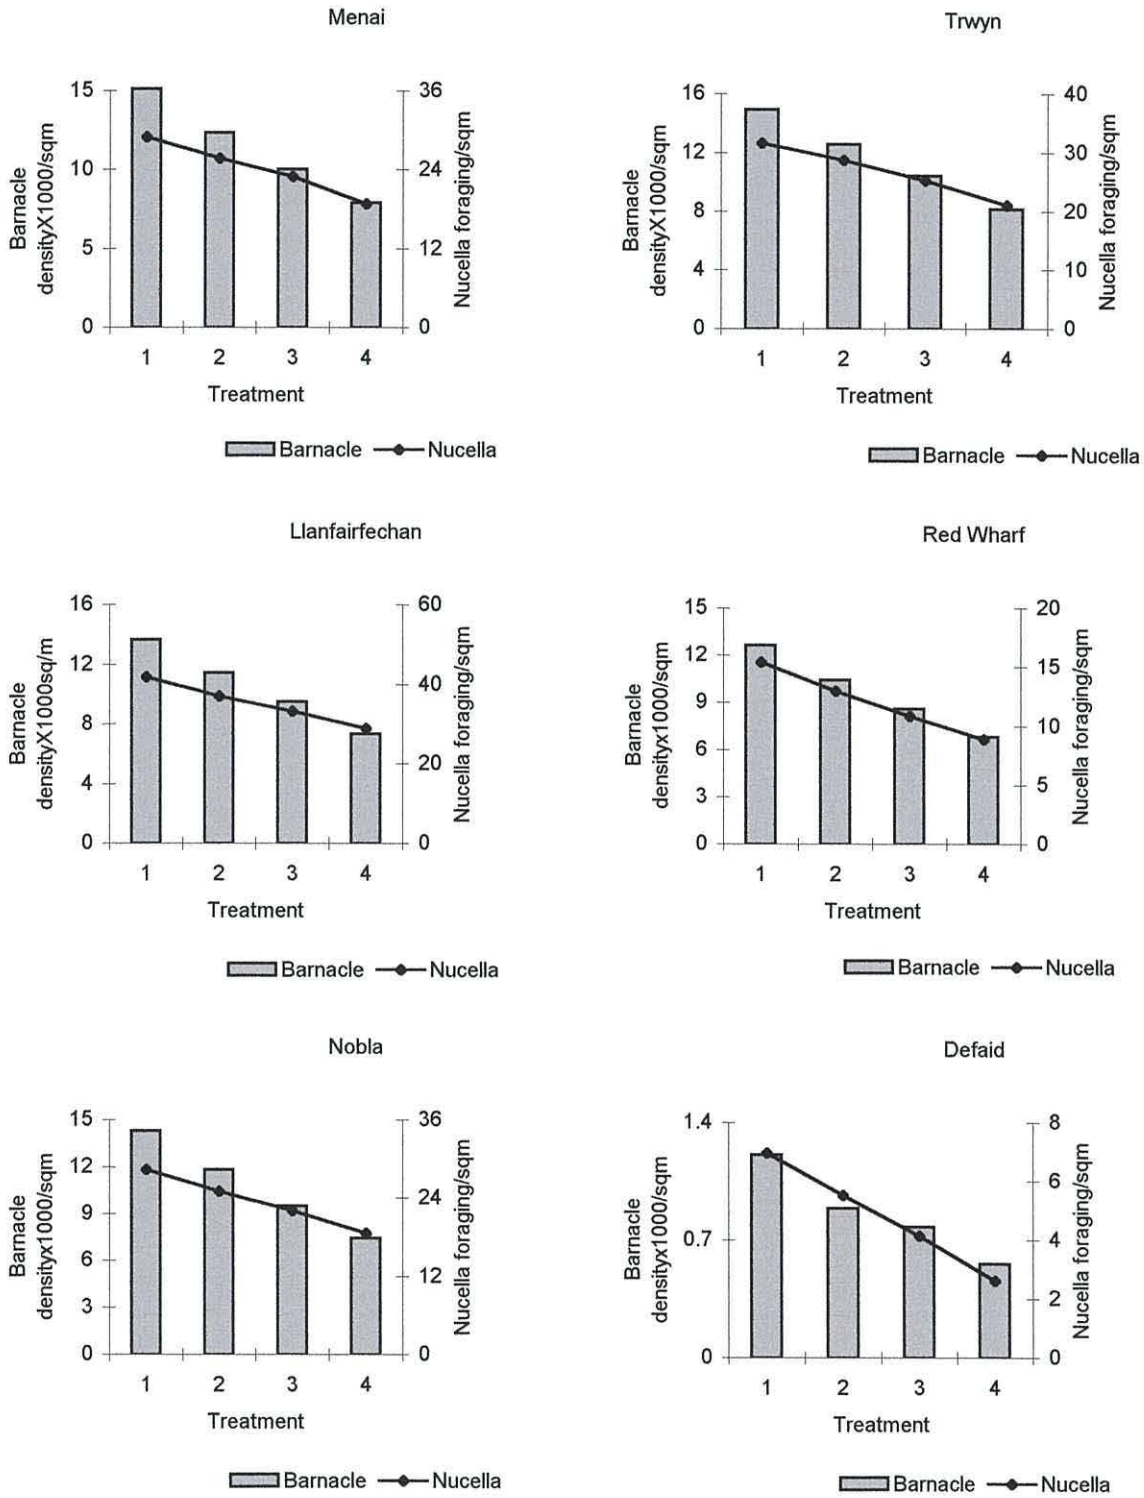 Menai
15
10
5
0
36
24
12
0
Barnacle
densityX1000/sqm
Nucella foraging/sqm
1 2 3 4
Treatment
Barnacle Nucella
Trwyn
16
12
8
4
0
40
30
20
10
0
Barnacle
densityX1000/sqm
Nucella foraging/sqm
1 2 3 4
Treatment
Barnacle Nucella
Llanfairfechan
16
12
8
4
0
60
40
20
0
Barnacle
densityX1000sq/m
Nucella foraging/sqm
1 2 3 4
Treatment
Barnacle Nucella
Red Wharf
15
12
9
6
3
0
20
15
10
5
0
Barnacle
densityx1000/sqm
Nucella foraging/sqm
1 2 3 4
Treatment
Barnacle Nucella
Nobla
15
12
9
6
3
0
36
24
12
0
Barnacle
densityx1000/sqm
Nucella foraging/sqm
1 2 3 4
Treatment
Barnacle Nucella
Defaid
1.4
0.7
0
8
6
4
2
0
Barnacle
densityx1000/sqm
Nucella foraging/sqm
1 2 3 4
Treatment
Barnacle Nucella